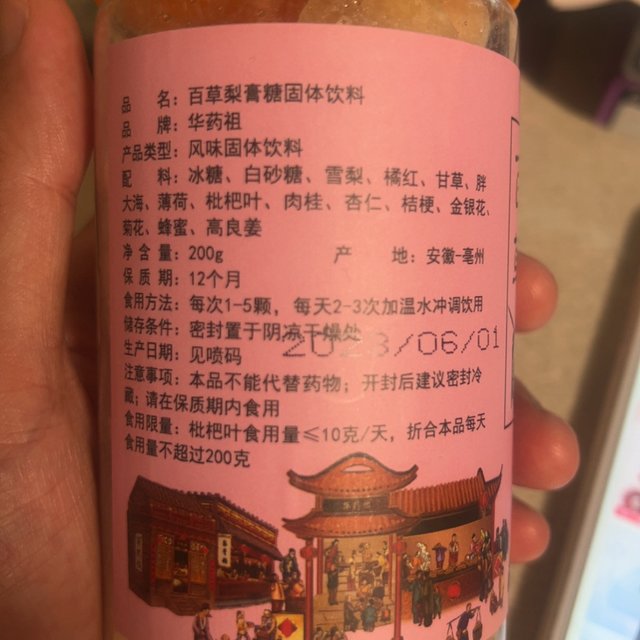 品 名：百草梨膏糖固体饮料
品 牌：华药祖
产品类型：风味固体饮料
配 料：冰糖、白砂糖、雪梨、橘红、甘草、胖
大海、薄荷、枇杷叶、肉桂、杏仁、桔梗、金银花、
菊花、蜂蜜、高良姜
净 含 量：200g 产 地：安徽-亳州
保 质 期：12个月
食用方法：每次1-5颗，每天2-3次加温水冲调饮用
储存条件：密封置于阴凉干燥处
生产日期：见喷码
2023/06/01
注意事项：本品不能代替药物；开封后建议密封冷
藏；请在保质期内食用
食用限量：枇杷叶食用量≤10克/天，折合本品每天
食用量不超过200克